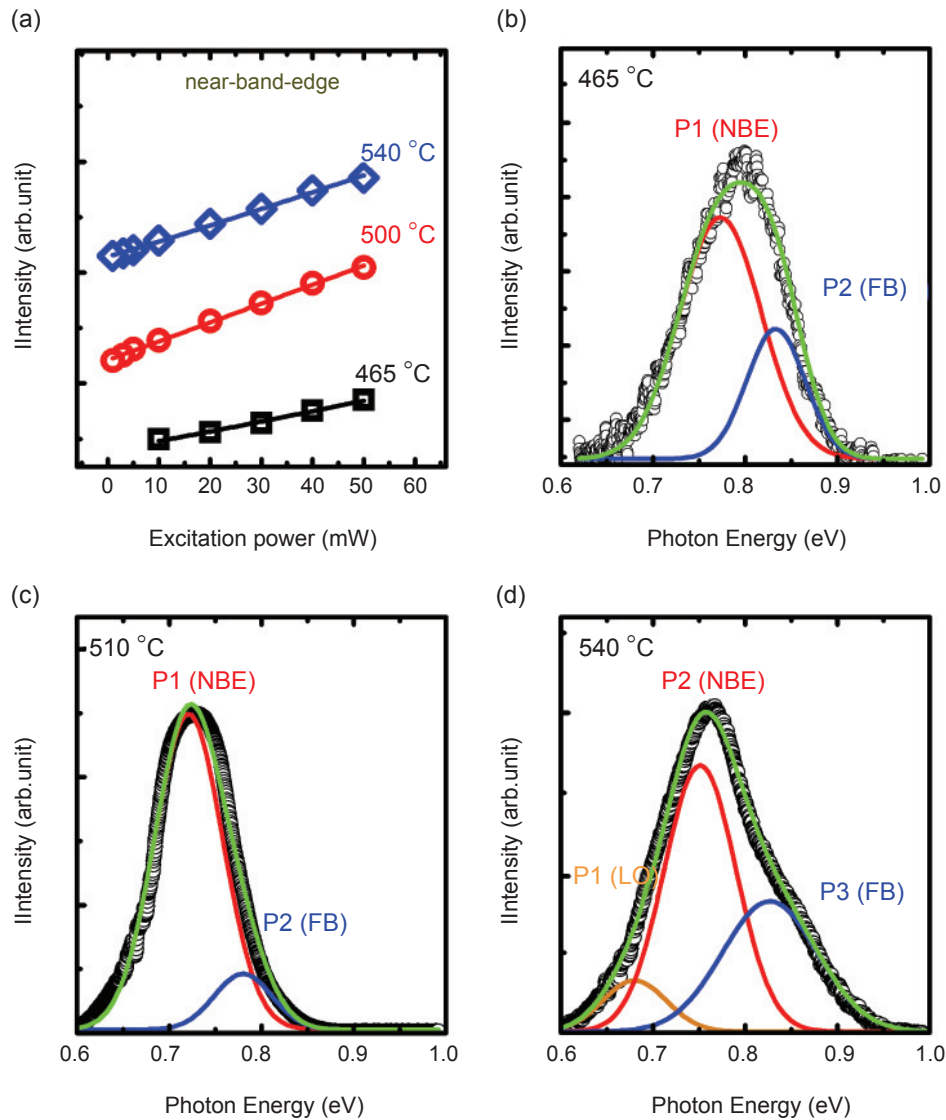 (a)
near-band-edge
540 °C
500 °C
465 °C
IIntensity (arb.unit)
0 10 20 30 40 50 60
Excitation power (mW)
(b)
465 °C
P1 (NBE)
P2 (FB)
IIntensity (arb.unit)
0.6 0.7 0.8 0.9 1.0
Photon Energy (eV)
(c)
510 °C
P1 (NBE)
P2 (FB)
IIntensity (arb.unit)
0.6 0.7 0.8 0.9 1.0
Photon Energy (eV)
(d)
540 °C
P2 (NBE)
P1 (LO)
P3 (FB)
IIntensity (arb.unit)
0.6 0.7 0.8 0.9 1.0
Photon Energy (eV)